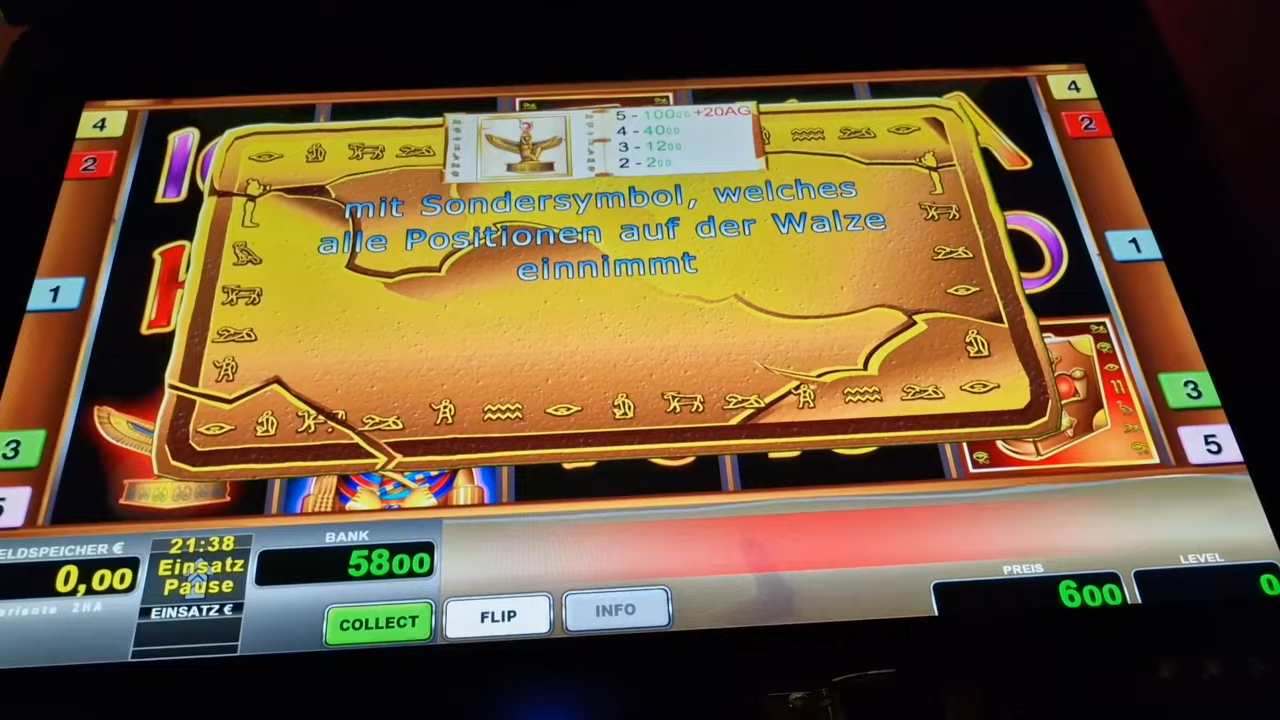 5 - 10000 +20AG
4 - 4000
3 - 1200
2 - 200
4
4
2
2
mit Sondersymbol, welches
alle Positionen auf der Walze
einnimmt
1
1
3
3
5
5
ELDSPEICHER €
0,00
21:38
Einsatz
Pause
EINSATZ €
BANK
5800
COLLECT
FLIP
INFO
PREIS
600
LEVEL
0